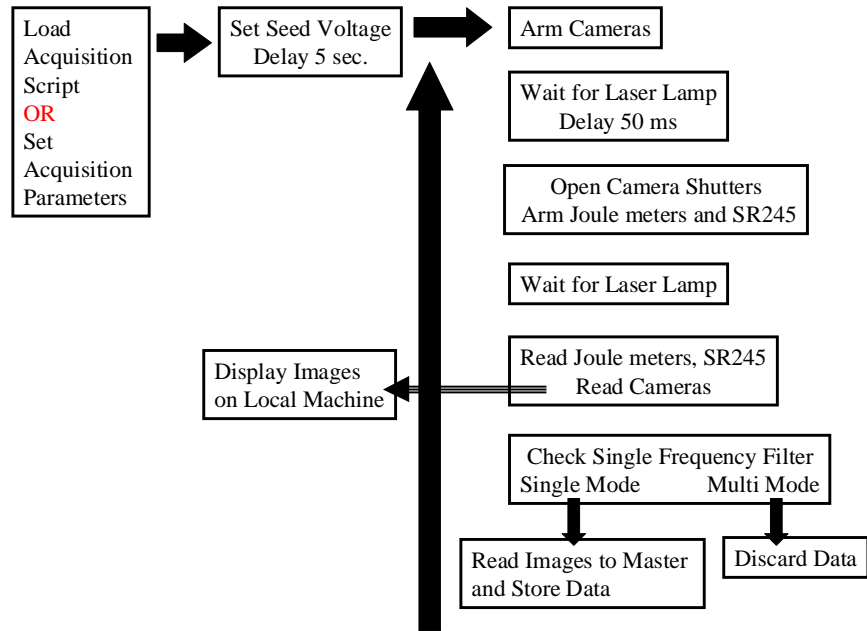 Load
Acquisition
Script
OR
Set
Acquisition
Parameters
Set Seed Voltage
Delay 5 sec.
Arm Cameras
Wait for Laser Lamp
Delay 50 ms
Open Camera Shutters
Arm Joule meters and SR245
Wait for Laser Lamp
Read Joule meters, SR245
Read Cameras
Display Images
on Local Machine
Check Single Frequency Filter
Single Mode Multi Mode
Read Images to Master
and Store Data
Discard Data